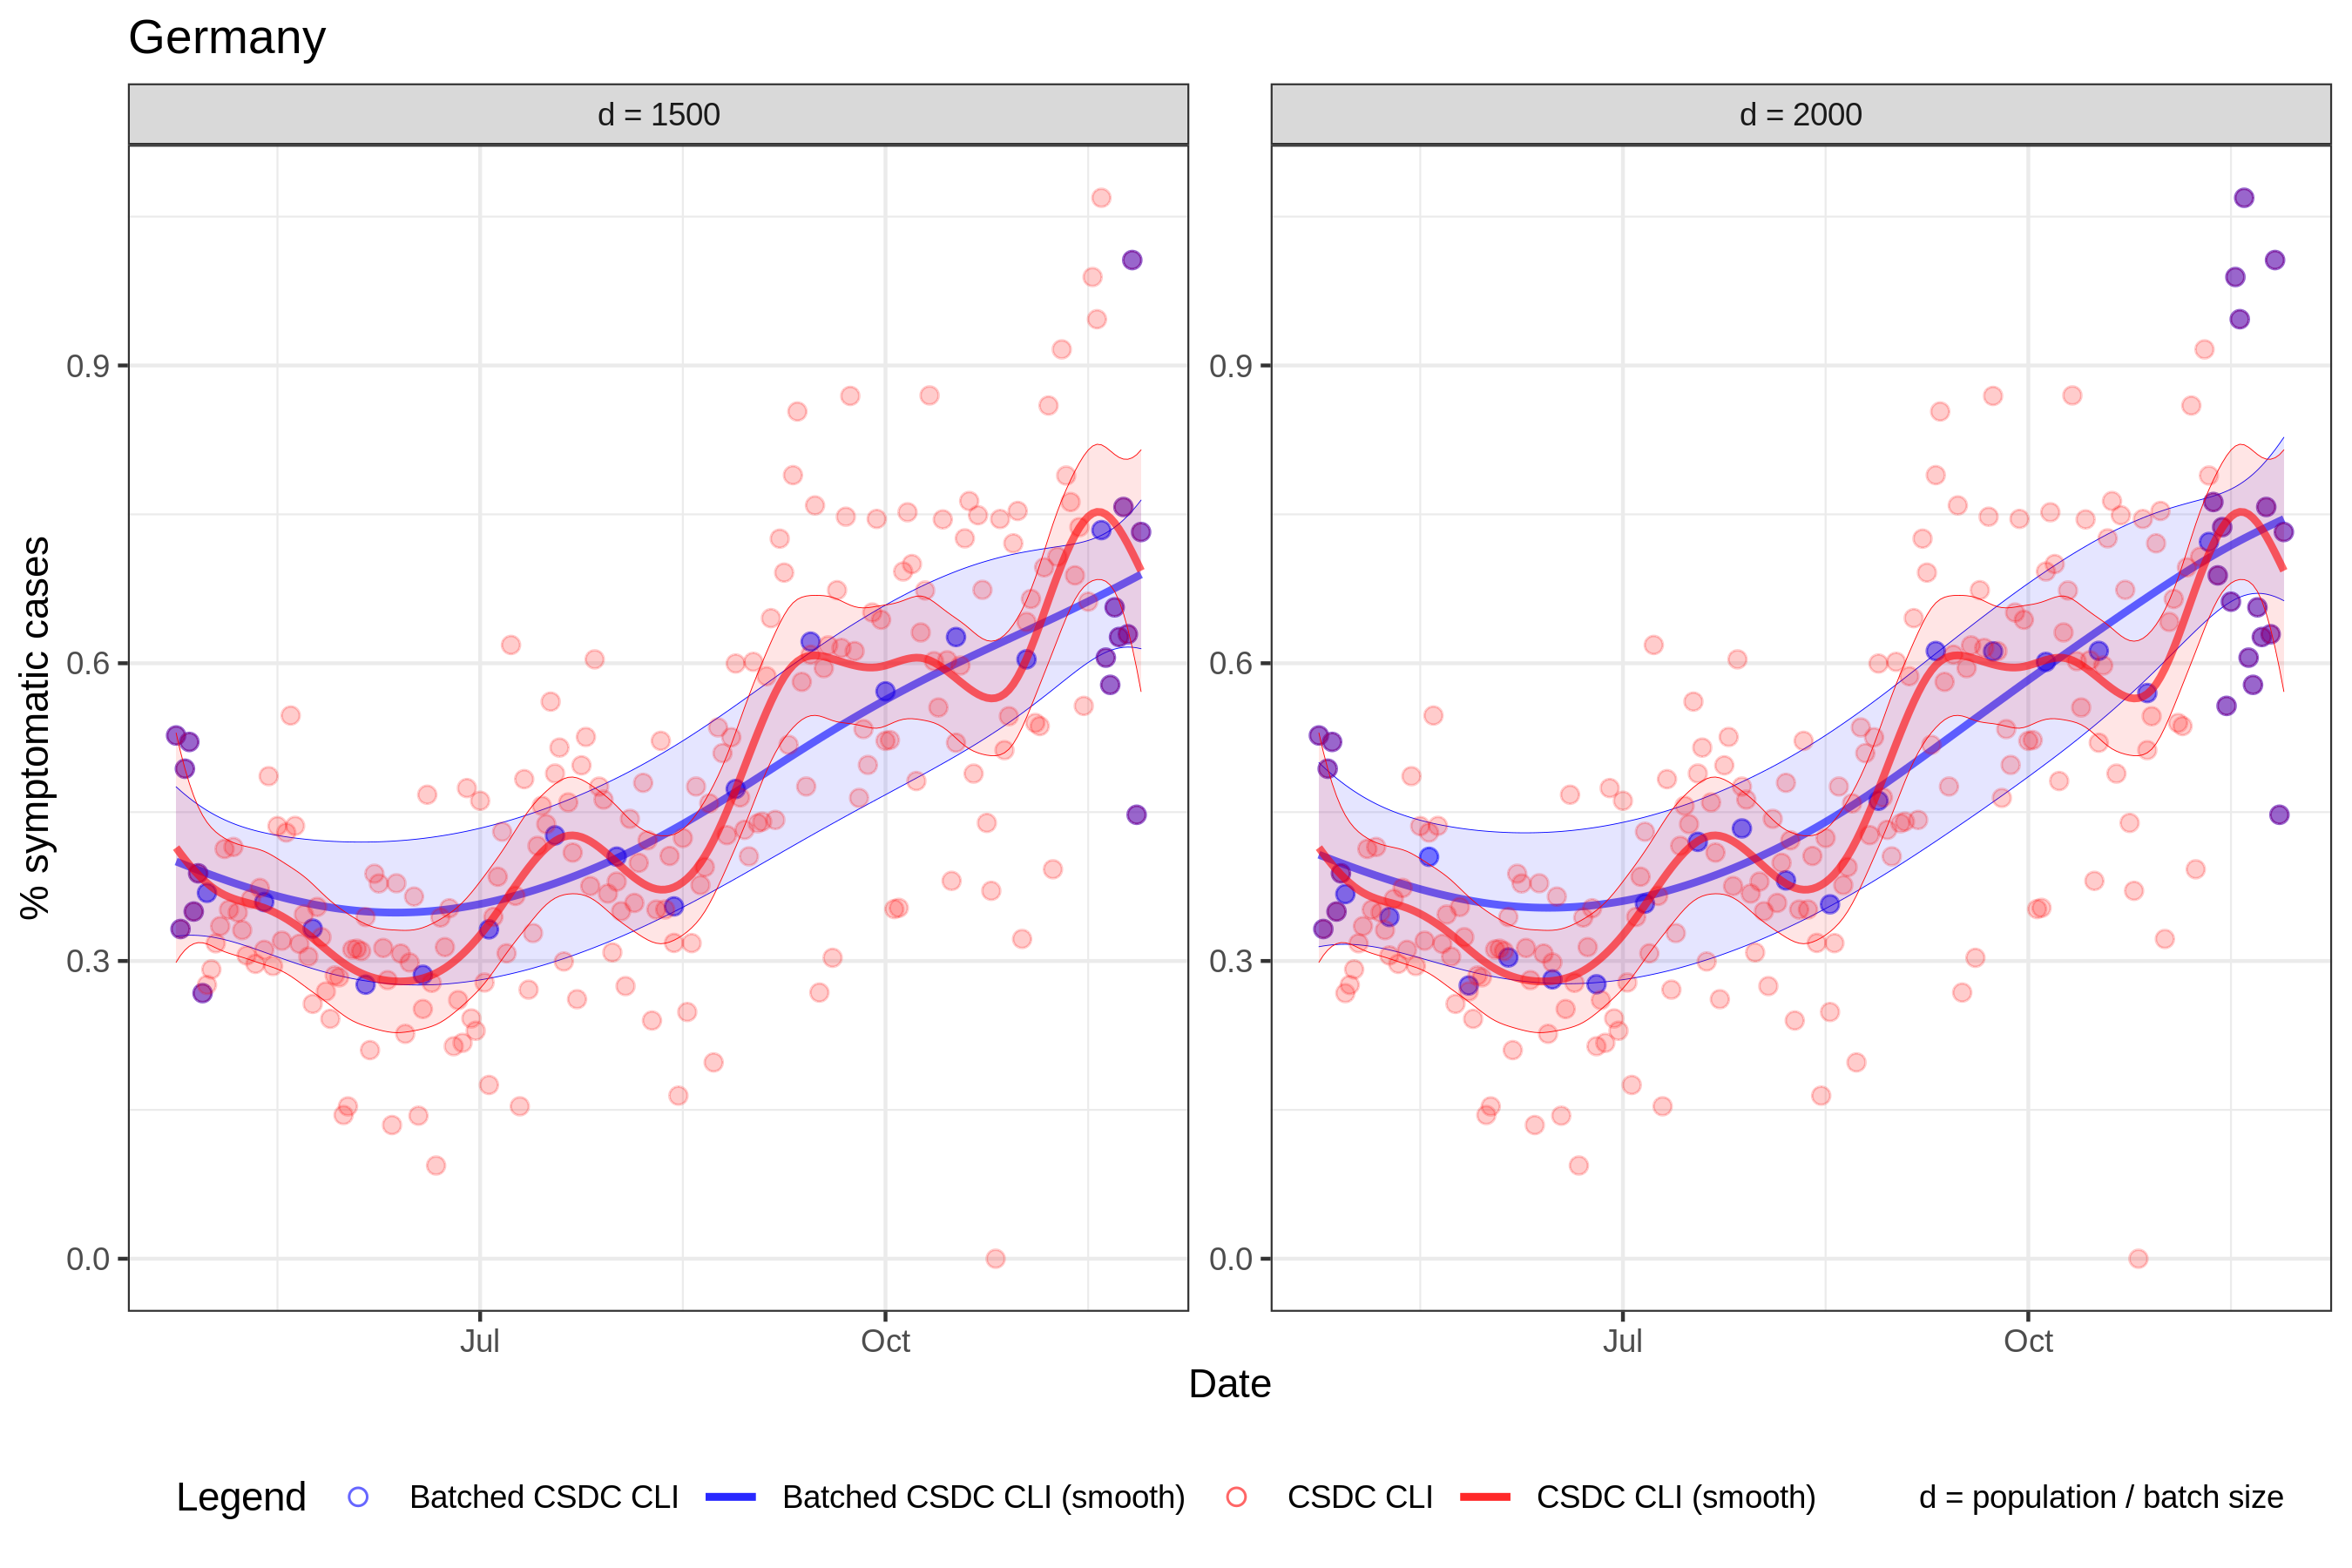 Germany
d = 1500
d = 2000
% symptomatic cases
0.9
0.6
0.3
0.0
0.9
0.6
0.3
0.0
Jul
Oct
Jul
Oct
Date
Legend
Batched CSDC CLI
Batched CSDC CLI (smooth)
CSDC CLI
CSDC CLI (smooth)
d = population / batch size